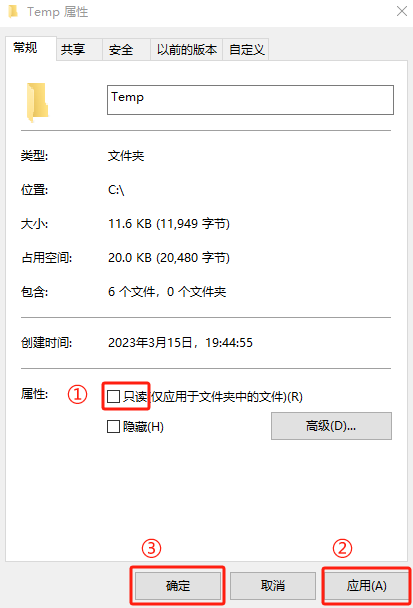 Temp 属性
常规 共享 安全 以前的版本 自定义
Temp
类型: 文件夹
位置: C:\
大小: 11.6 KB (11,949 字节)
占用空间: 20.0 KB (20,480 字节)
包含: 6 个文件，0 个文件夹
创建时间: 2023年3月15日，19:44:55
属性: ① 只读(仅应用于文件夹中的文件)(R)
隐藏(H) 高级(D)...
③ ②
确定 取消 应用(A)